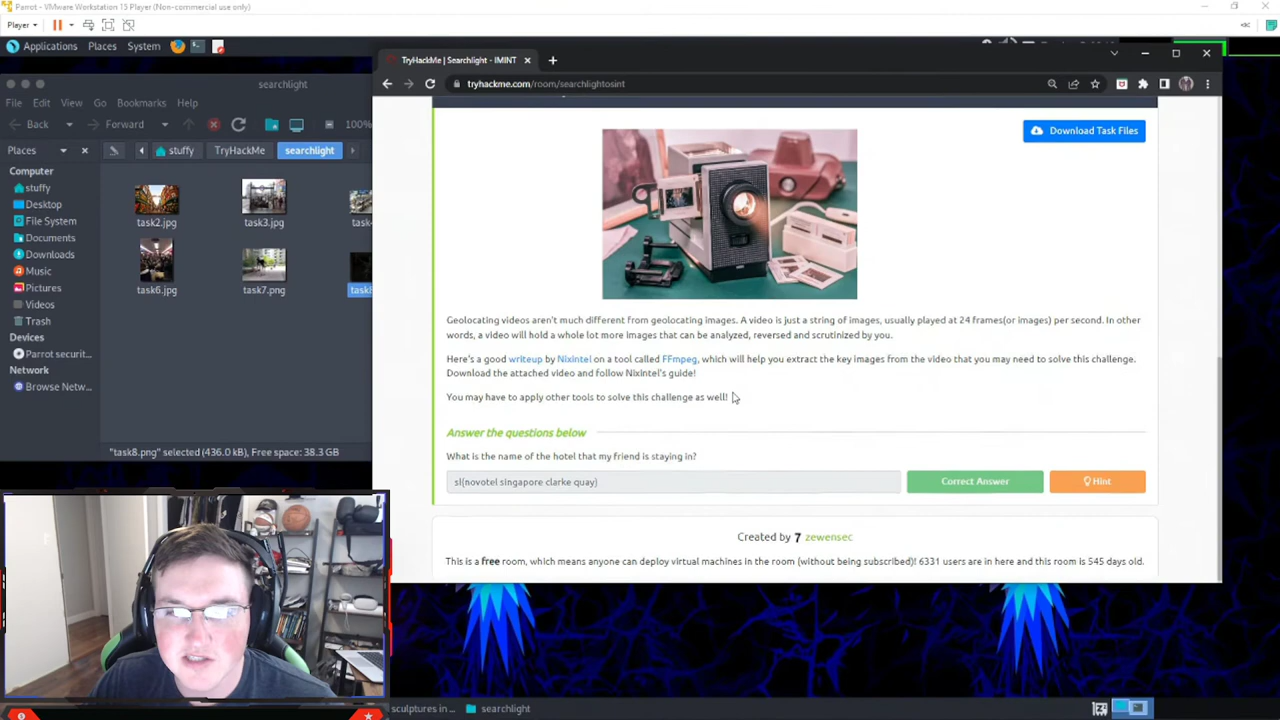 Parrot - VMware Workstation 15 Player (Non-commercial use only)
Player
Applications Places System
searchlight
File Edit View Go Bookmarks Help
Back Forward 100%
Places stuffy TryHackMe searchlight
Computer
stuffy
Desktop
File System
Documents
Downloads
Music
Pictures
Videos
Trash
Devices
Parrot securit...
Network
Browse Netw...
task2.jpg task3.jpg task
task6.jpg task7.png task
"task8.png" selected (436.0 kB), Free space: 38.3 GB
TryHackMe | Searchlight - IMINT
tryhackme.com/room/searchlightosint
Download Task Files
Geolocating videos aren't much different from geolocating images. A video is just a string of images, usually played at 24 frames(or images) per second. In other
words, a video will hold a whole lot more images that can be analyzed, reversed and scrutinized by you.
Here's a good writeup by Nixintel on a tool called FFmpeg, which will help you extract the key images from the video that you may need to solve this challenge.
Download the attached video and follow Nixintel's guide!
You may have to apply other tools to solve this challenge as well!
Answer the questions below
What is the name of the hotel that my friend is staying in?
sl{novotel singapore clarke quay}
Correct Answer
Hint
Created by 7 zewensec
This is a free room, which means anyone can deploy virtual machines in the room (without being subscribed)! 6331 users are in here and this room is 545 days old.
sculptures in ... searchlight